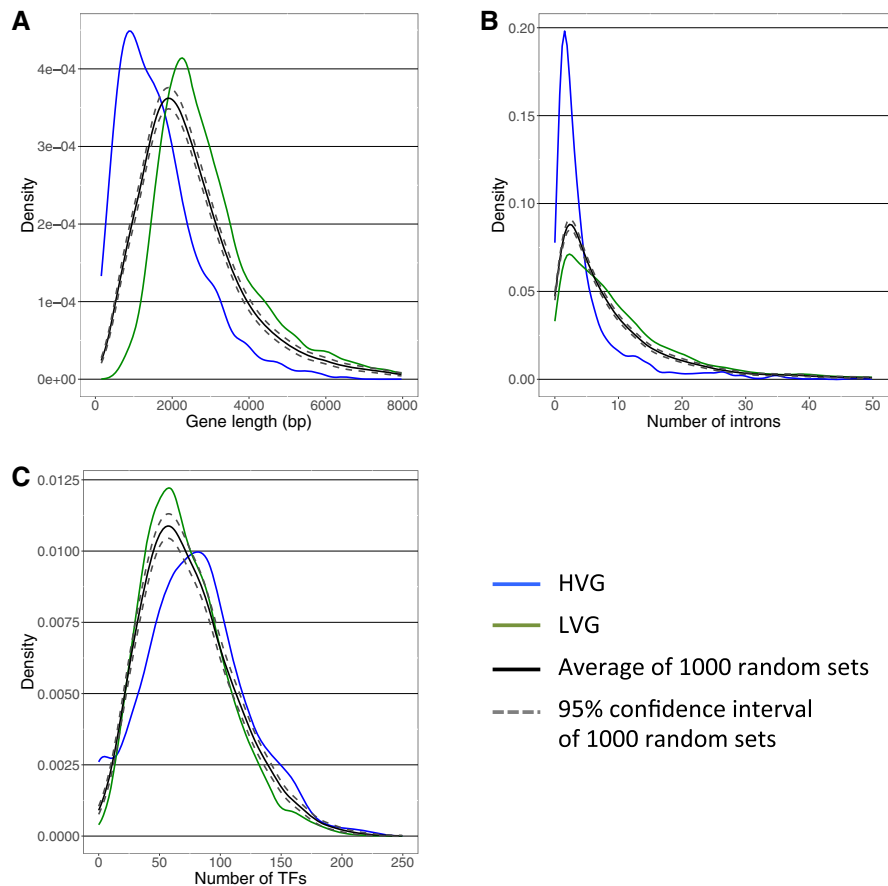 A
4e−04
3e−04
2e−04
1e−04
0e+00
Density
0 2000 4000 6000 8000
Gene length (bp)
B
0.20
0.15
0.10
0.05
0.00
Density
0 10 20 30 40 50
Number of introns
C
0.0125
0.0100
0.0075
0.0050
0.0025
0.0000
Density
0 50 100 150 200 250
Number of TFs
HVG
LVG
Average of 1000 random sets
95% confidence interval
of 1000 random sets